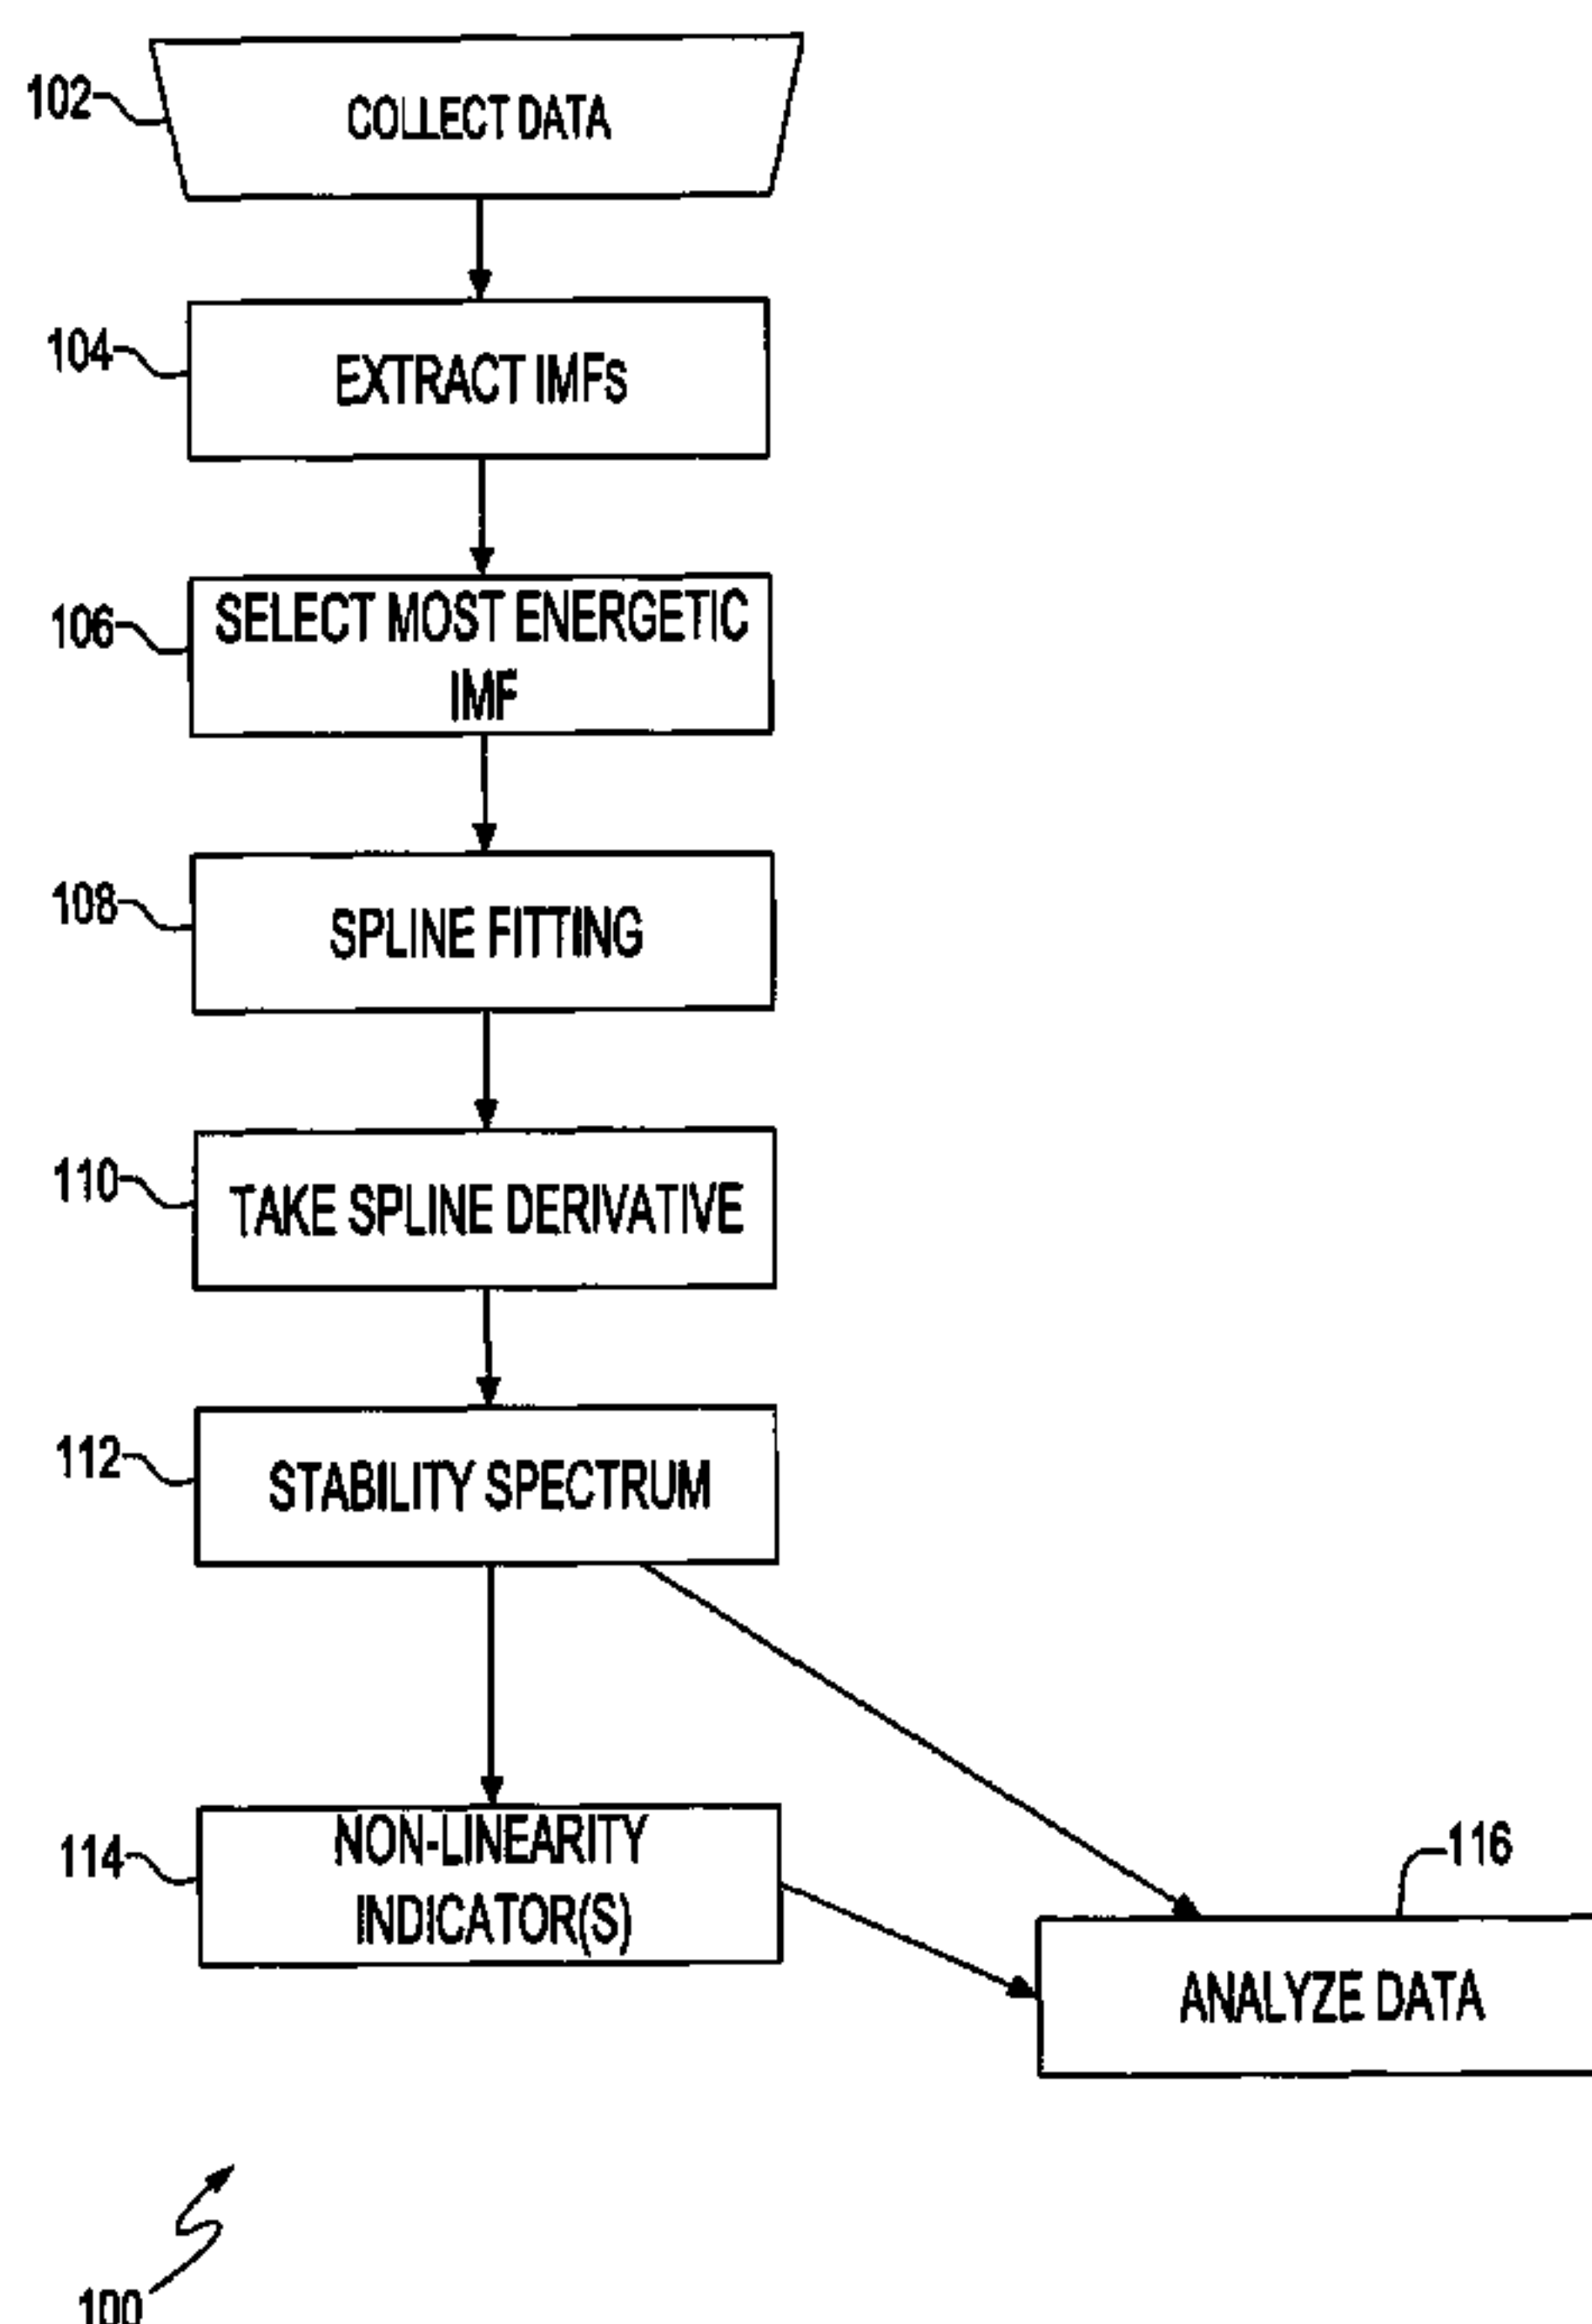 102
COLLECT DATA
104
EXTRACT IMFs
106
SELECT MOST ENERGETIC
IMF
108
SPLINE FITTING
110
TAKE SPLINE DERIVATIVE
112
STABILITY SPECTRUM
114
NON-LINEARITY
INDICATOR(S)
116
ANALYZE DATA
100